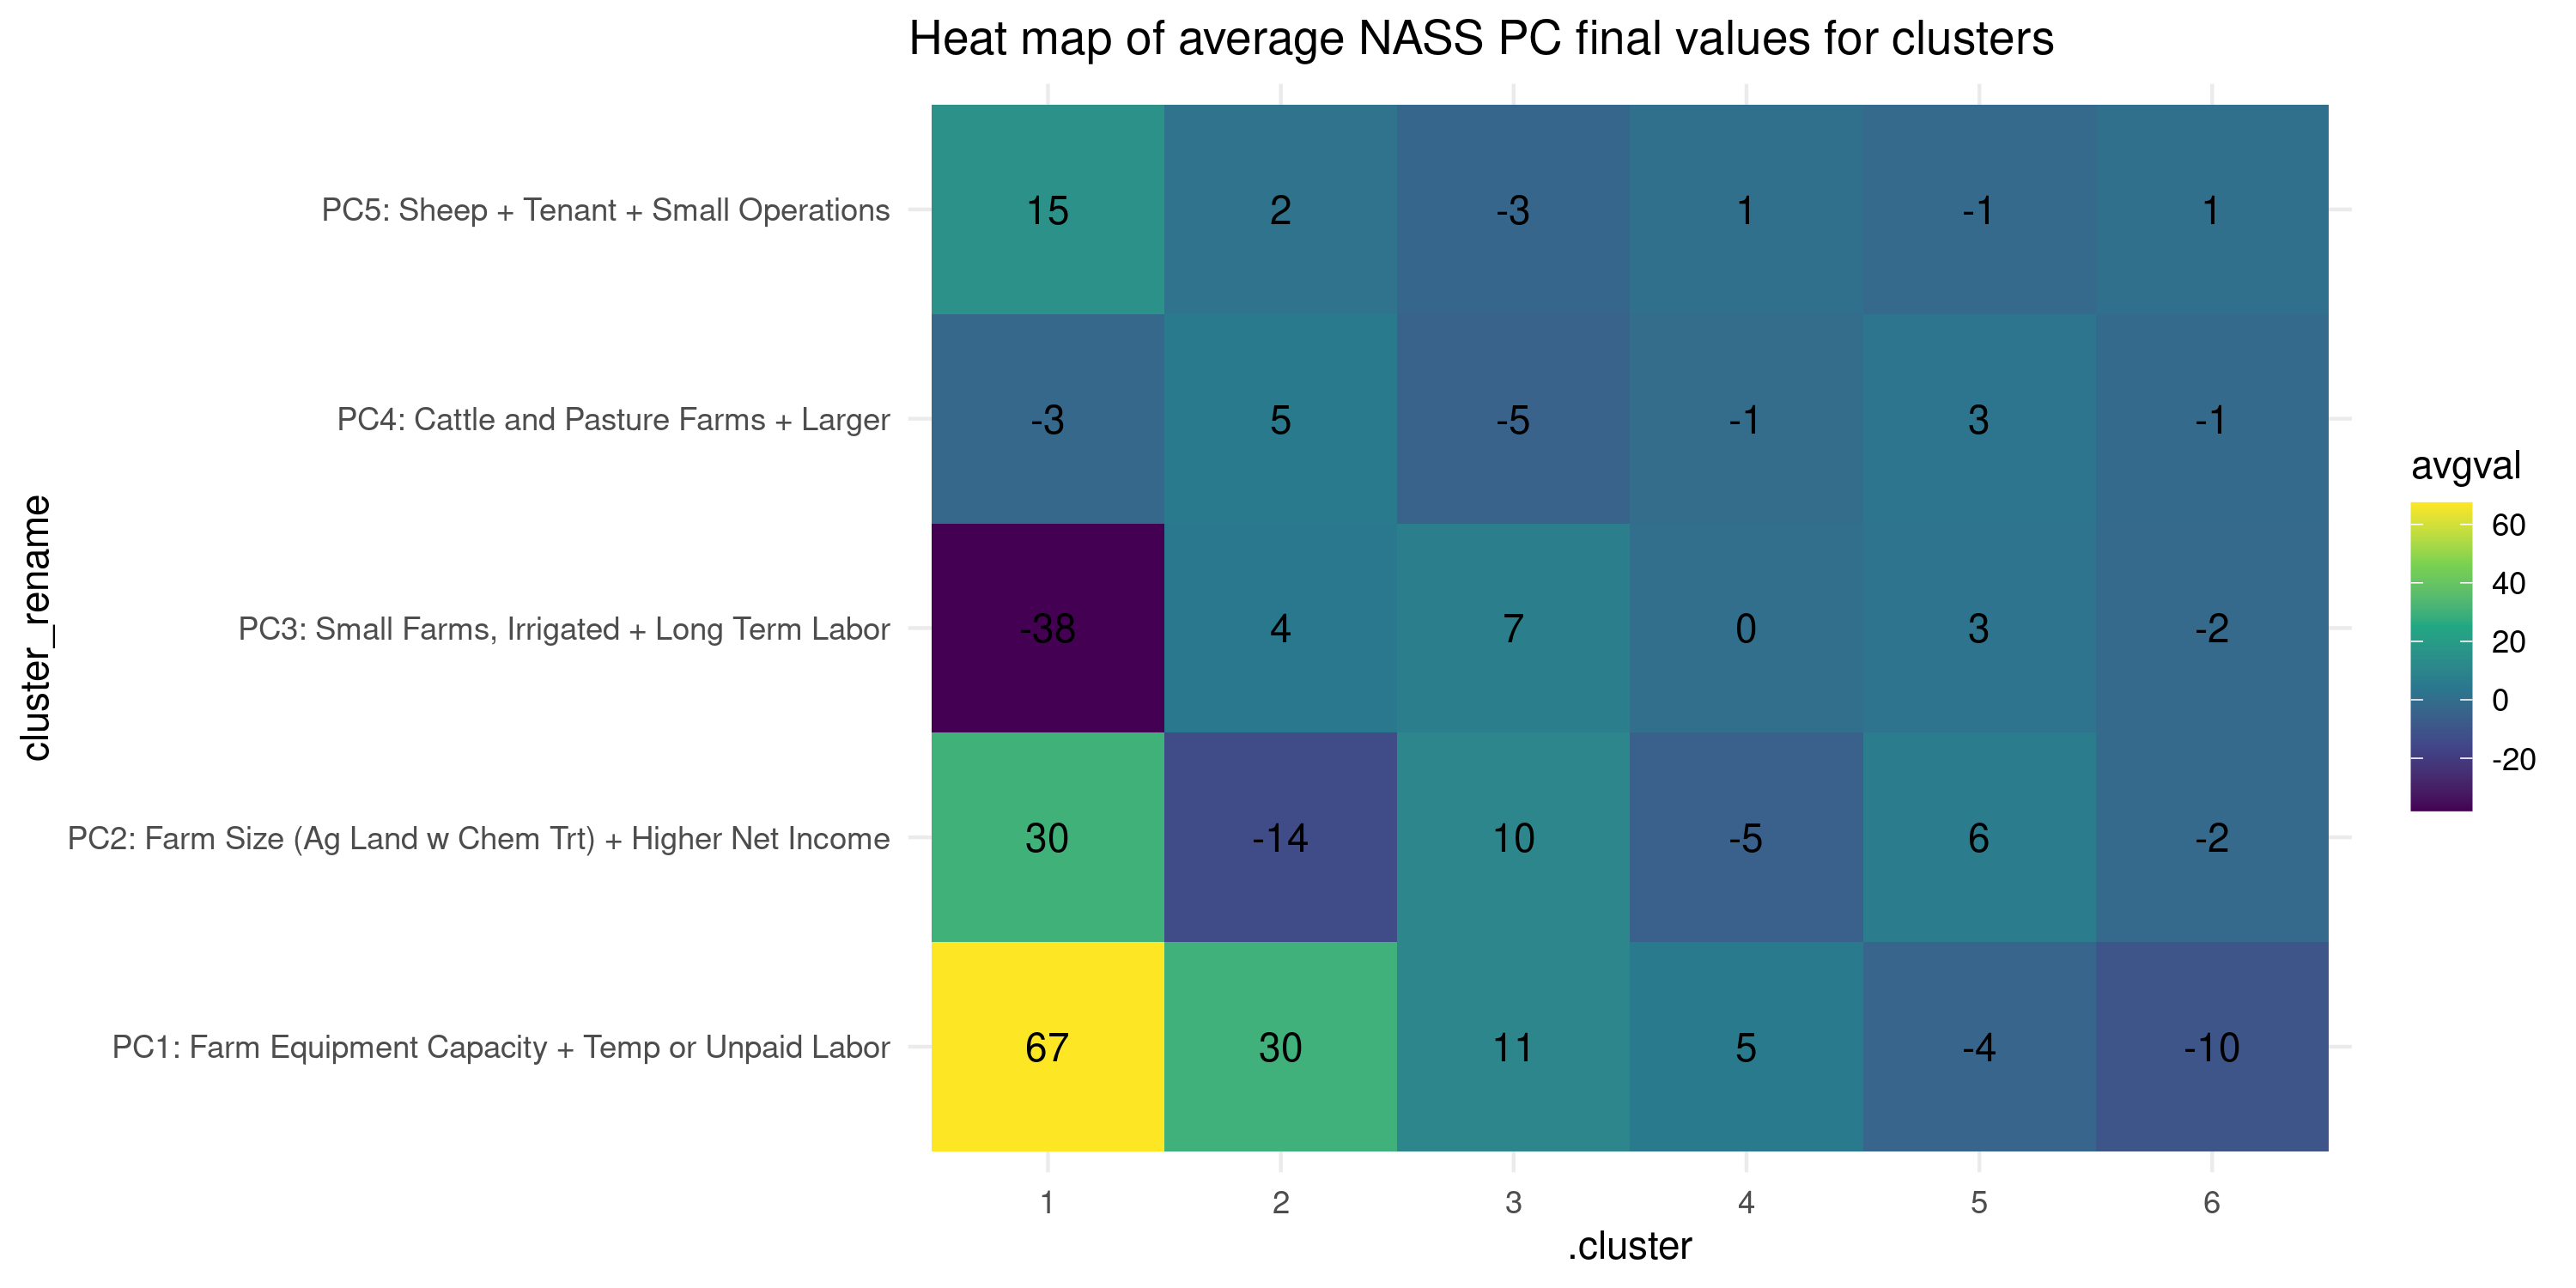 Heat map of average NASS PC final values for clusters
cluster_rename
PC5: Sheep + Tenant + Small Operations
15 2 -3 1 -1 1
PC4: Cattle and Pasture Farms + Larger
-3 5 -5 -1 3 -1
PC3: Small Farms, Irrigated + Long Term Labor
-38 4 7 0 3 -2
PC2: Farm Size (Ag Land w Chem Trt) + Higher Net Income
30 -14 10 -5 6 -2
PC1: Farm Equipment Capacity + Temp or Unpaid Labor
67 30 11 5 -4 -10
1 2 3 4 5 6
.cluster
avgval
60
40
20
0
-20